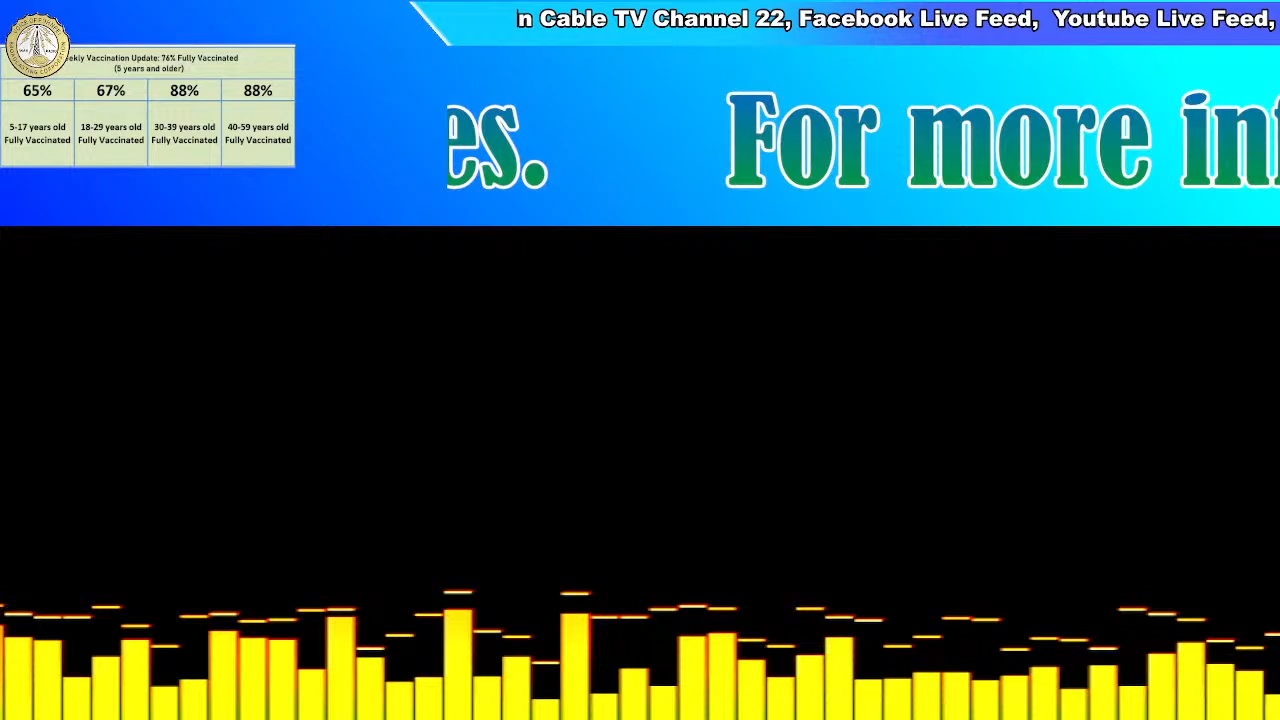 n Cable TV Channel 22, Facebook Live Feed, Youtube Live Feed,
ekly Vaccination Update: 76% Fully Vaccinated
(5 years and older)
65% 67% 88% 88%
5-17 years old 18-29 years old 30-39 years old 40-59 years old
Fully Vaccinated Fully Vaccinated Fully Vaccinated Fully Vaccinated
es. For more inf